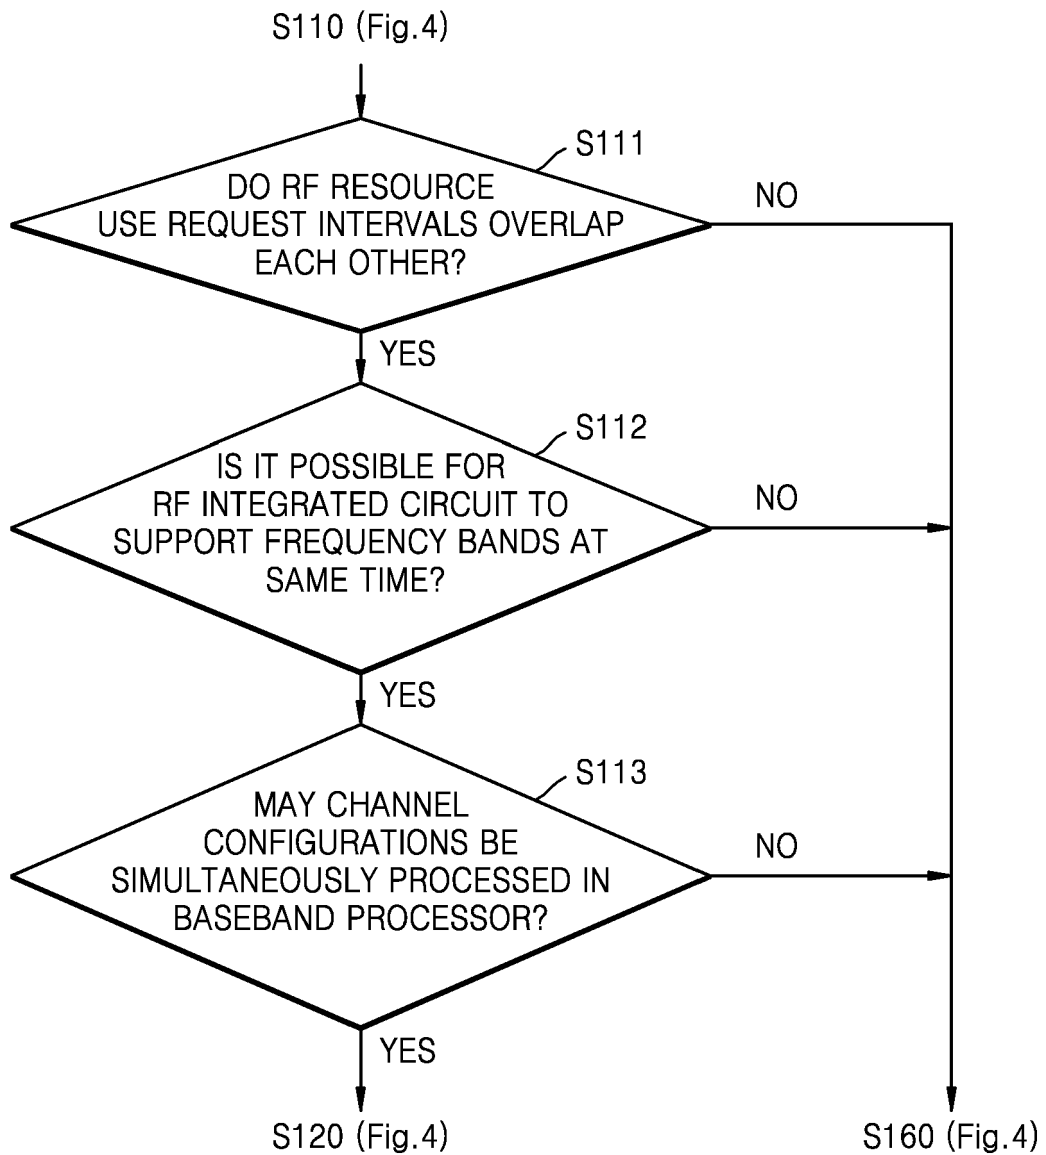 S110 (Fig.4)
S111
DO RF RESOURCE
USE REQUEST INTERVALS OVERLAP
EACH OTHER?
NO
YES
S112
IS IT POSSIBLE FOR
RF INTEGRATED CIRCUIT TO
SUPPORT FREQUENCY BANDS AT
SAME TIME?
NO
YES
S113
MAY CHANNEL
CONFIGURATIONS BE
SIMULTANEOUSLY PROCESSED IN
BASEBAND PROCESSOR?
NO
YES
S120 (Fig.4)
S160 (Fig.4)